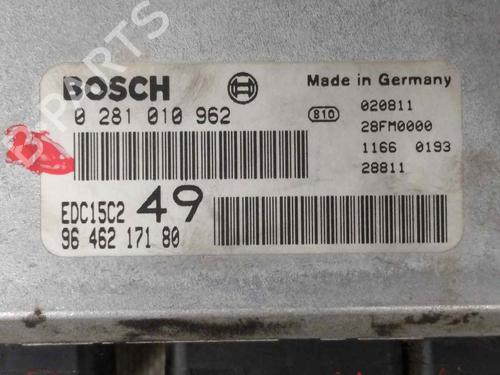 B PARTS
BOSCH
Made in Germany
0 281 010 962
810
020811
28FM0000
1166 0193
28811
EDC15C2 49
96 462 171 80